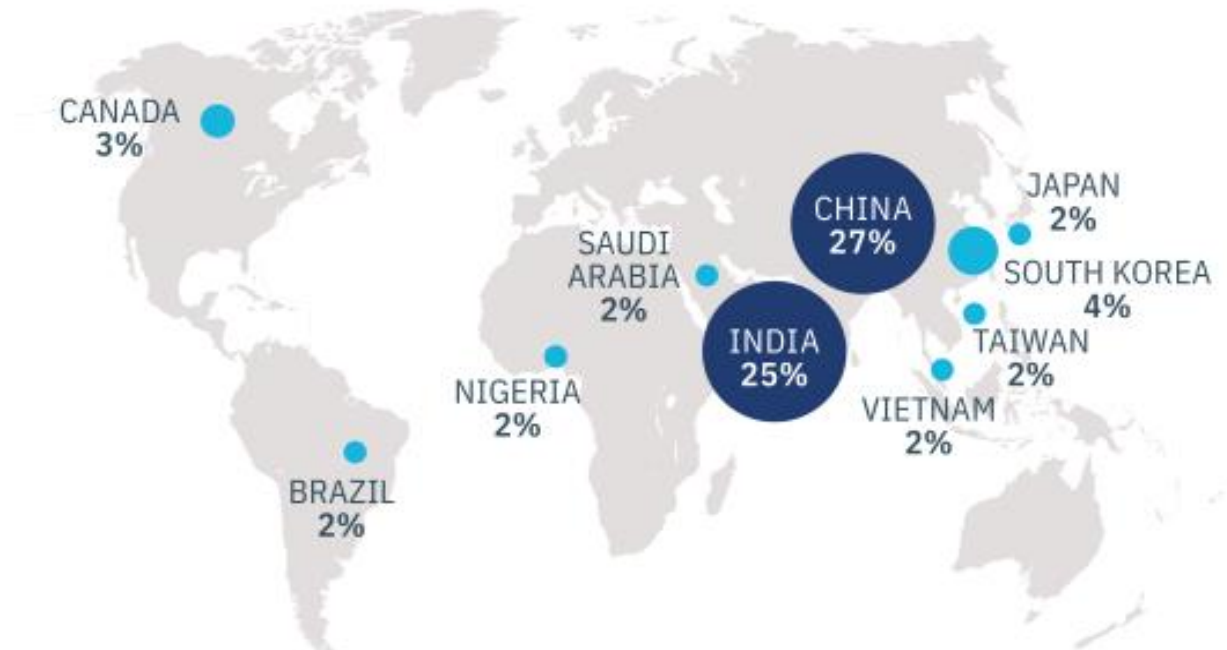 CANADA
3%
CHINA
27%
JAPAN
2%
SAUDI
ARABIA
2%
SOUTH KOREA
4%
INDIA
25%
TAIWAN
2%
NIGERIA
2%
VIETNAM
2%
BRAZIL
2%